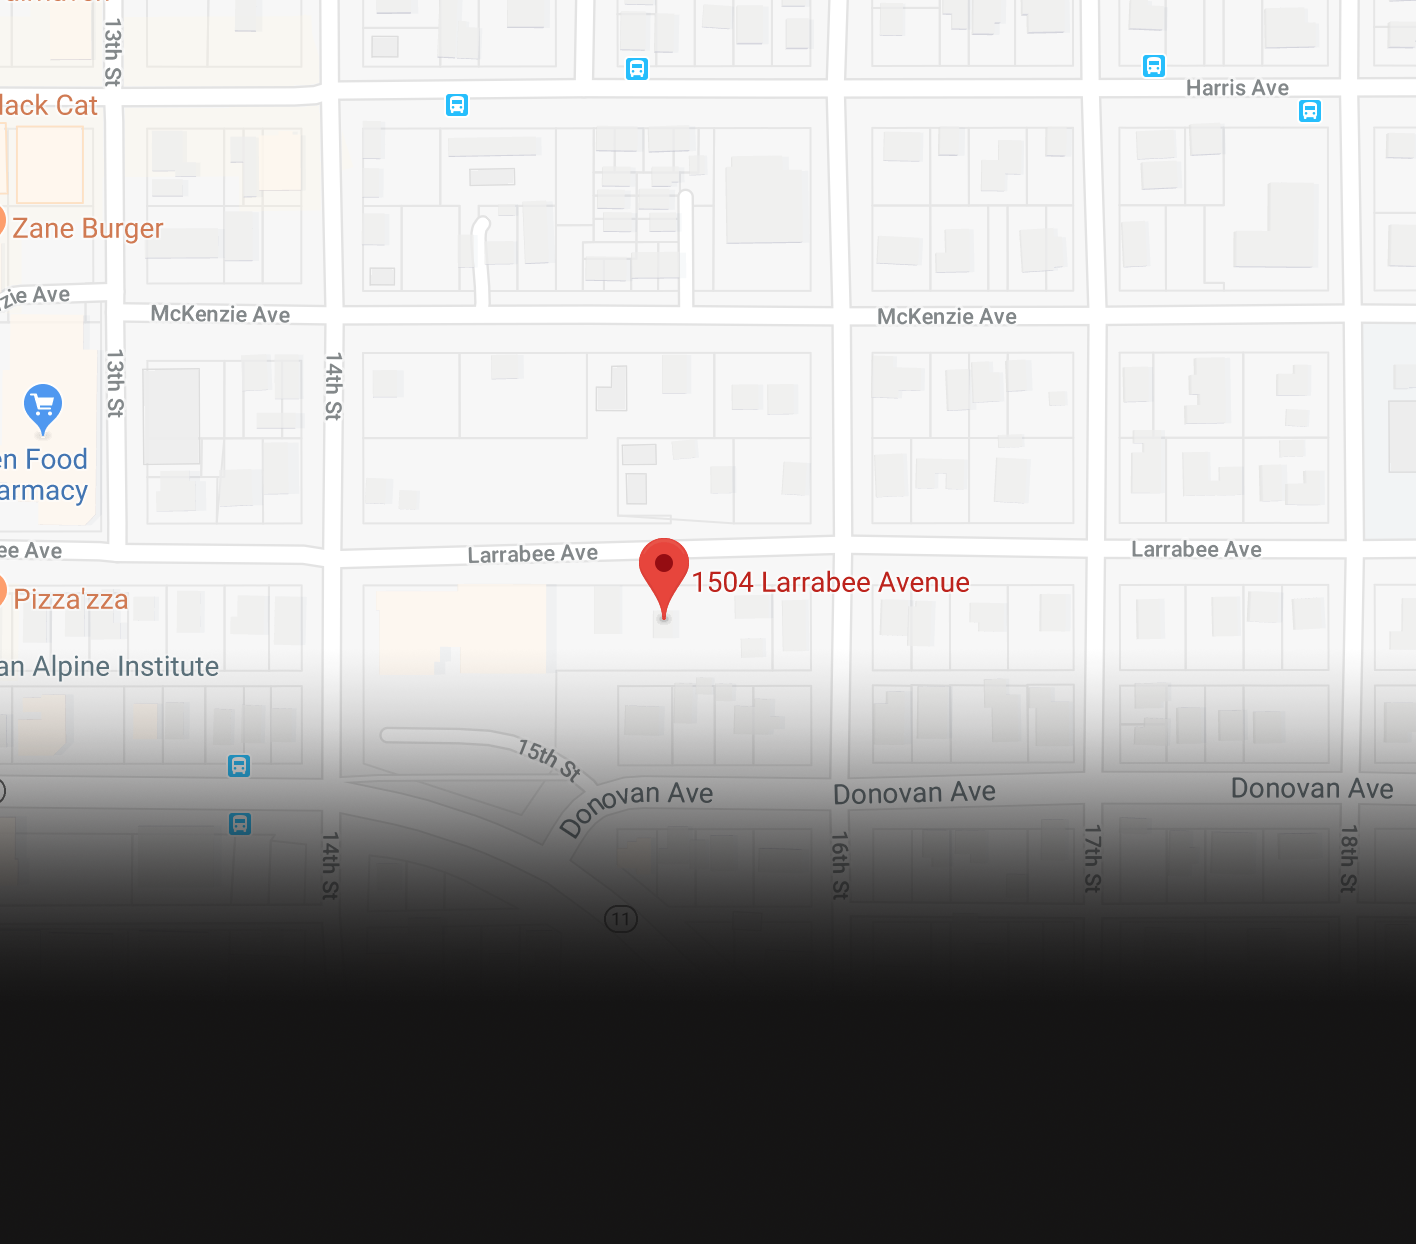 13th St
Harris Ave
lack Cat
Zane Burger
zie Ave
McKenzie Ave
McKenzie Ave
13th St
14th St
en Food
armacy
ee Ave
Larrabee Ave
Larrabee Ave
1504 Larrabee Avenue
Pizza'zza
an Alpine Institute
15th St
Donovan Ave
Donovan Ave
Donovan Ave
14th St
16th St
17th St
18th St
11